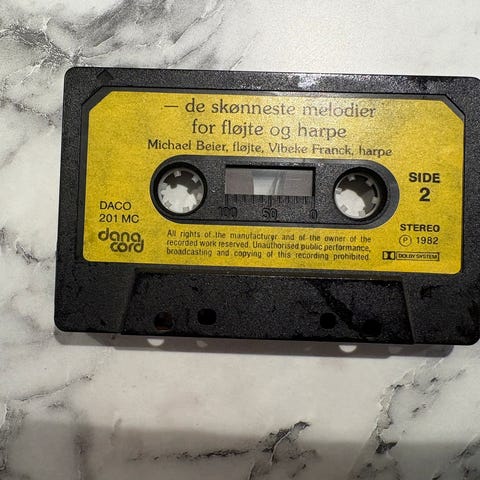 — de skønneste melodier
for fløjte og harpe
Michael Beier, fløjte, Vibeke Franck, harpe
SIDE
2
100 50 0
DACO
201 MC
dana
cord
All rights of the manufacturer and of the owner of the
recorded work reserved. Unauthorised public performance,
broadcasting and copying of this recording prohibited.
STEREO
Ⓟ 1982
DOLBY SYSTEM